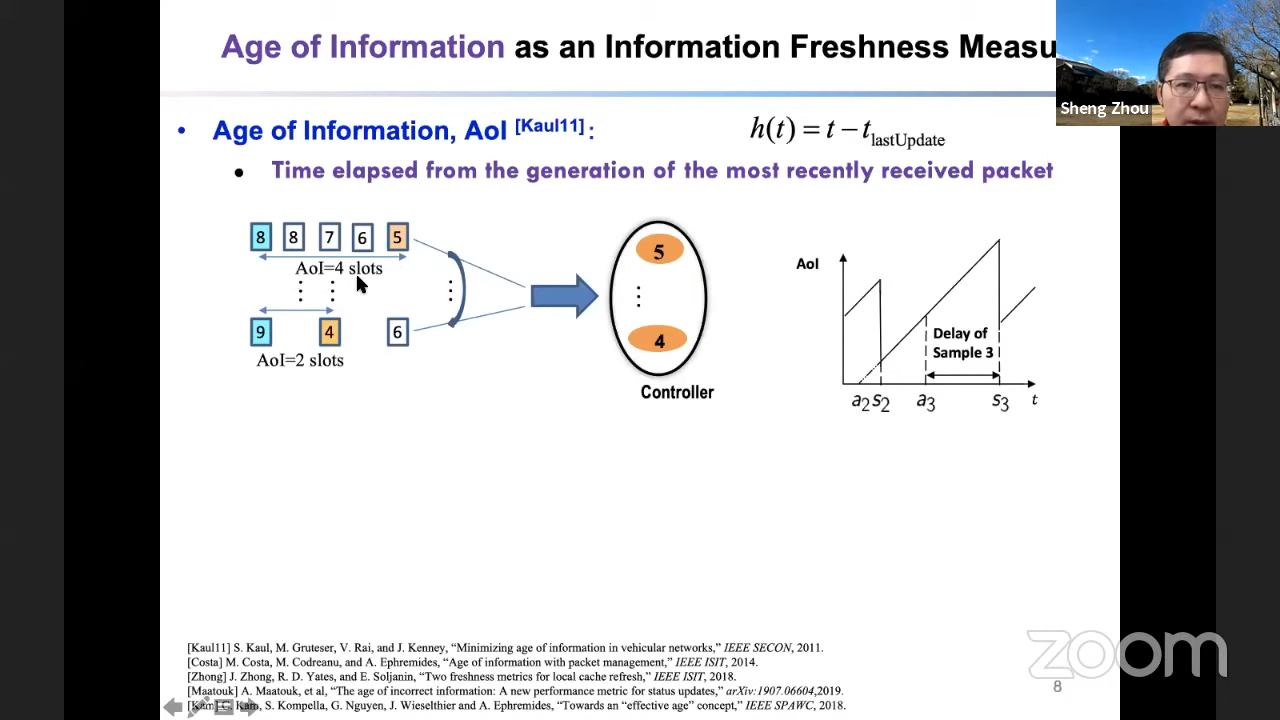 Age of Information as an Information Freshness Measu
Sheng Zhou
• Age of Information, AoI [Kaul11] :
h(t) = t − t_lastUpdate
• Time elapsed from the generation of the most recently received packet
8 8 7 6 5
AoI=4 slots
9 4 6
AoI=2 slots
5
4
Controller
AoI
Delay of
Sample 3
a2 s2 a3 s3 t
[Kaul11] S. Kaul, M. Gruteser, V. Rai, and J. Kenney, “Minimizing age of information in vehicular networks,” IEEE SECON, 2011.
[Costa] M. Costa, M. Codreanu, and A. Ephremides, “Age of information with packet management,” IEEE ISIT, 2014.
[Zhong] J. Zhong, R. D. Yates, and E. Soljanin, “Two freshness metrics for local cache refresh,” IEEE ISIT, 2018.
[Maatouk] A. Maatouk, et al, “The age of incorrect information: A new performance metric for status updates,” arXiv:1907.06604,2019.
[Kam] C. Kam, S. Kompella, G. Nguyen, J. Wieselthier and A. Ephremides, “Towards an “effective age” concept,” IEEE SPAWC, 2018.
zoom
8